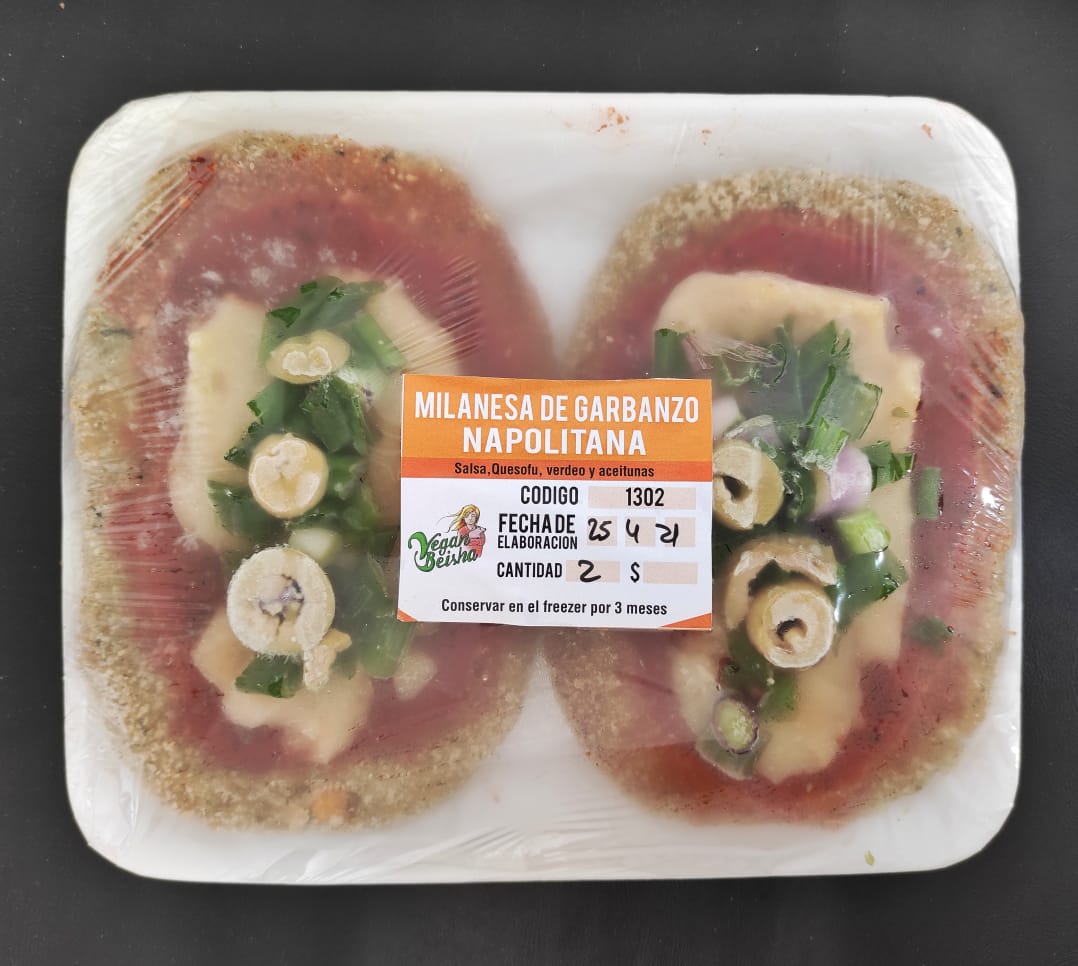 MILANESA DE GARBANZO
NAPOLITANA
Salsa,Quesofu, verdeo y aceitunas
CODIGO 1302
FECHA DE
ELABORACION 25 4 21
Vegan
Beisha
CANTIDAD 2 $
Conservar en el freezer por 3 meses